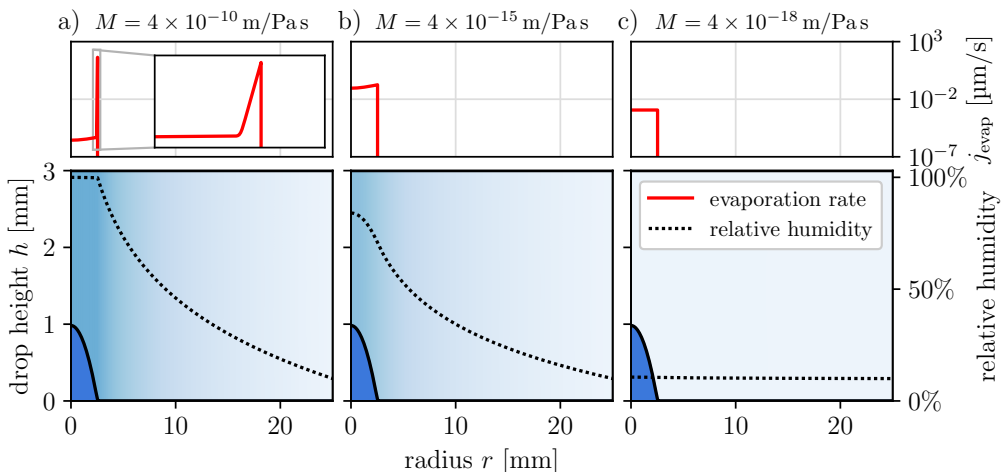 a) M = 4 × 10⁻¹⁰ m/Pa s
b) M = 4 × 10⁻¹⁵ m/Pa s
c) M = 4 × 10⁻¹⁸ m/Pa s
10³
10⁻²
10⁻⁷
j_evap [µm/s]
3
2
1
0
drop height h [mm]
evaporation rate
relative humidity
100%
50%
0%
relative humidity
0 10 20
0 10 20
0 10 20
radius r [mm]